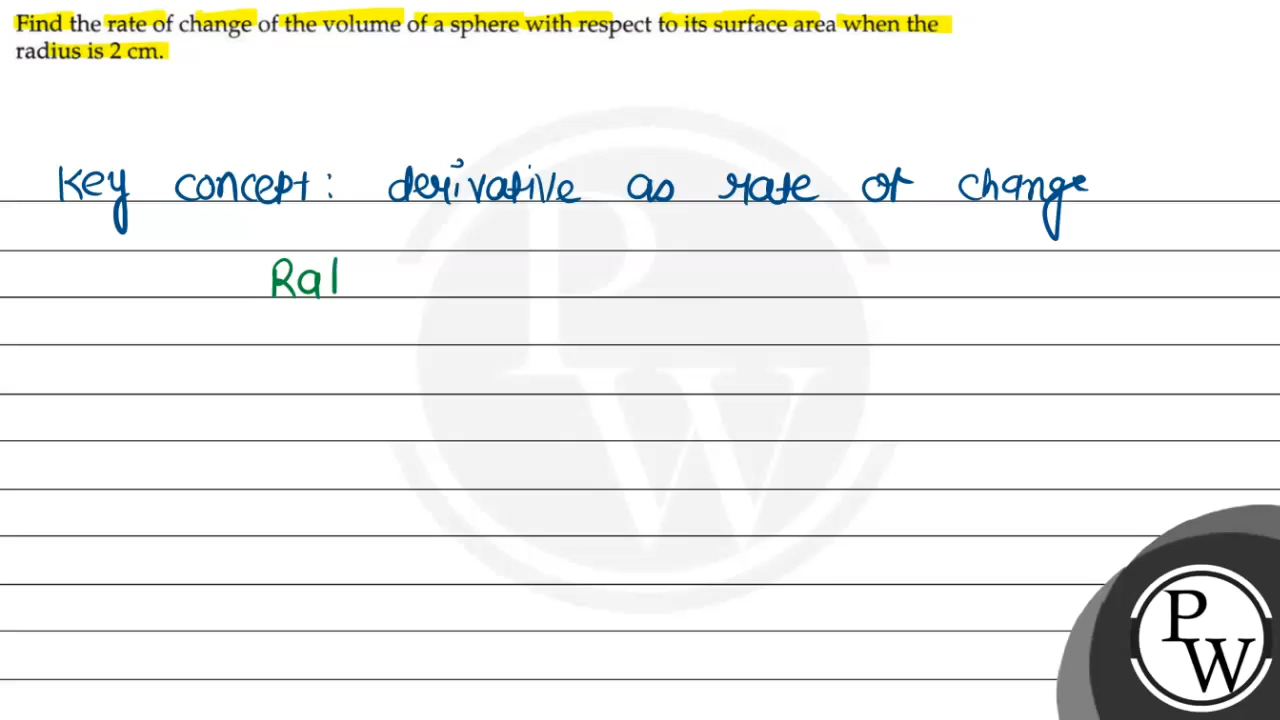 Find the rate of change of the volume of a sphere with respect to its surface area when the
radius is 2 cm.
Key concept: derivative as rate of change
Ral
P
W
P
W